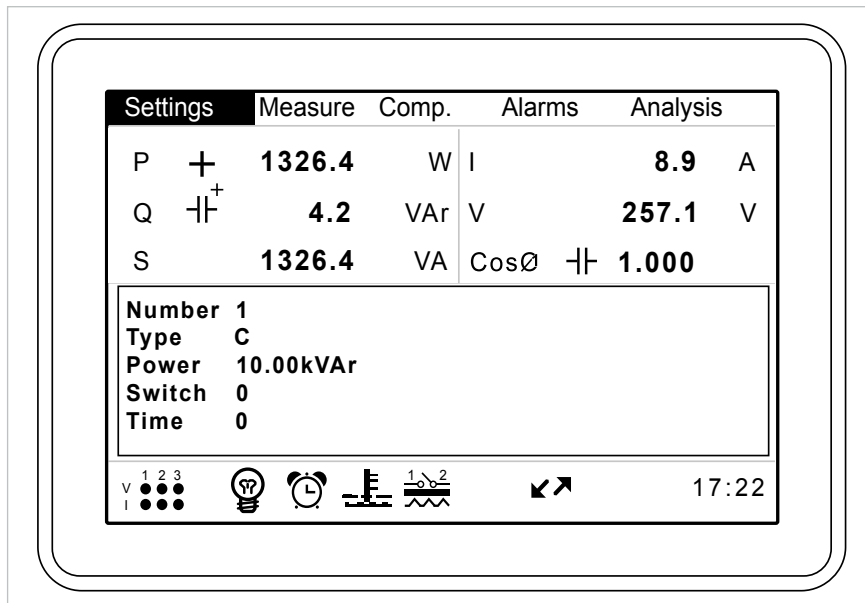 Settings Measure Comp. Alarms Analysis
P 1326.4 W I 8.9 A
Q + 4.2 VAr V 257.1 V
S 1326.4 VA CosØ 1.000
Number 1
Type C
Power 10.00kVAr
Switch 0
Time 0
1 2 3
V
I
1 2
17:22